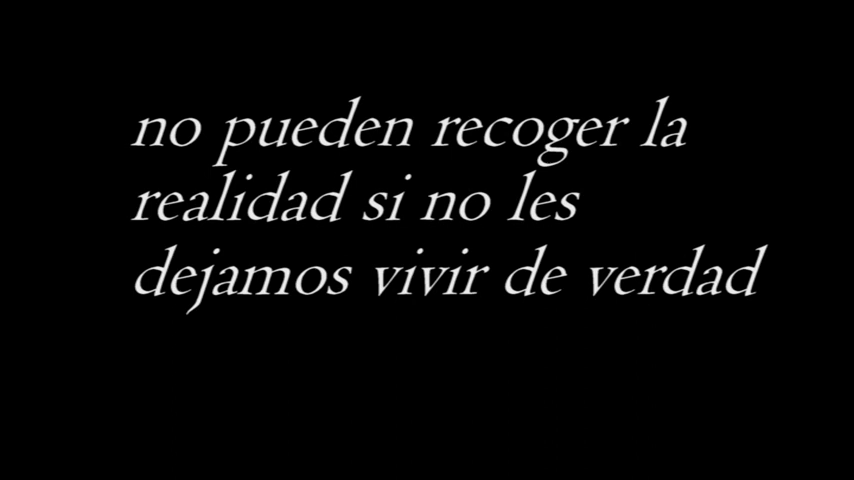 no pueden recoger la
realidad si no les
dejamos vivir de verdad